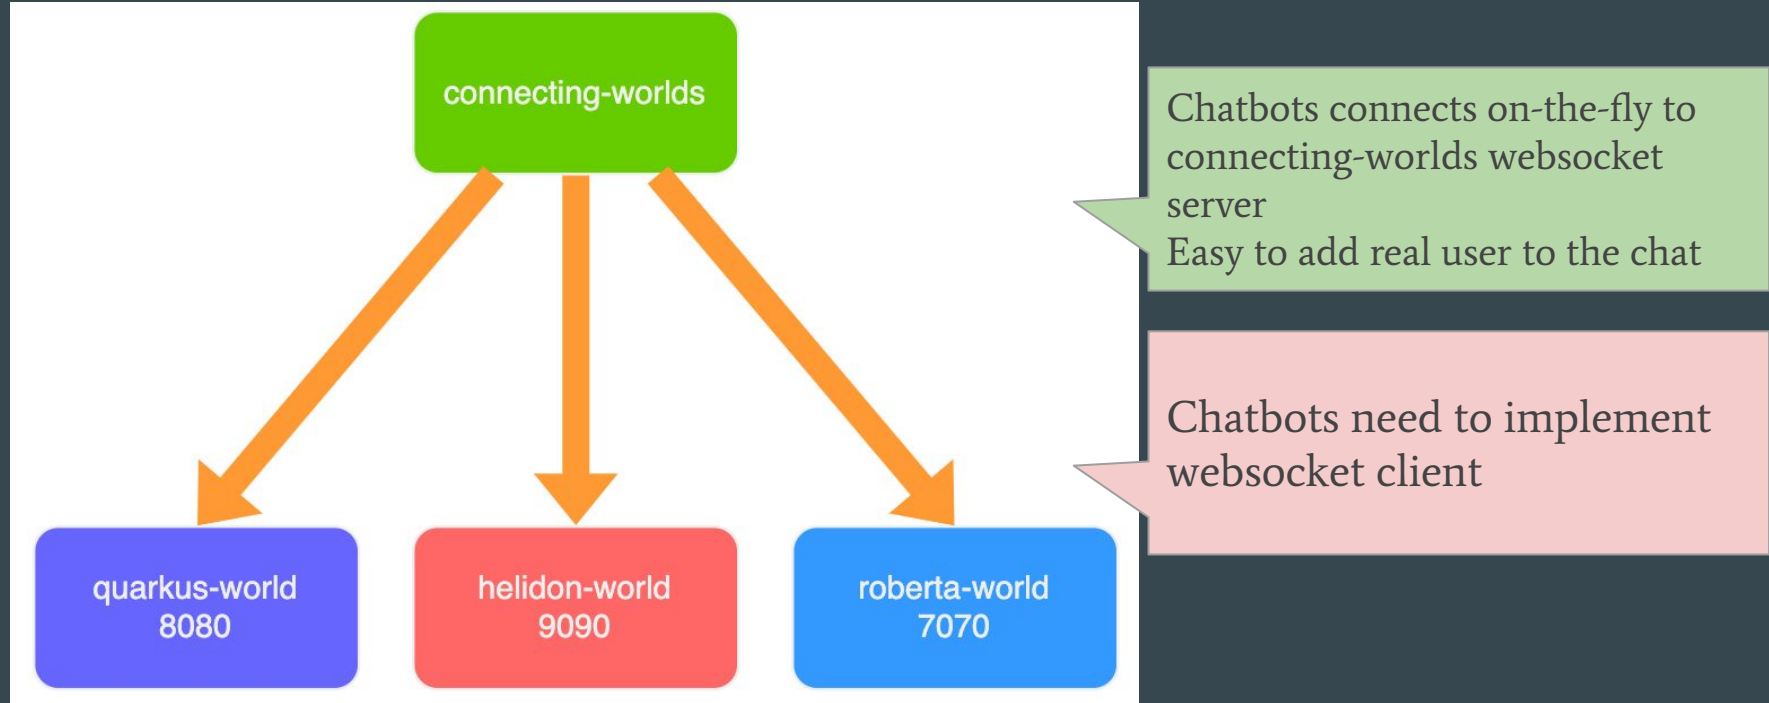 connecting-worlds
Chatbots connects on-the-fly to
connecting-worlds websocket
server
Easy to add real user to the chat
Chatbots need to implement
websocket client
quarkus-world
8080
helidon-world
9090
roberta-world
7070